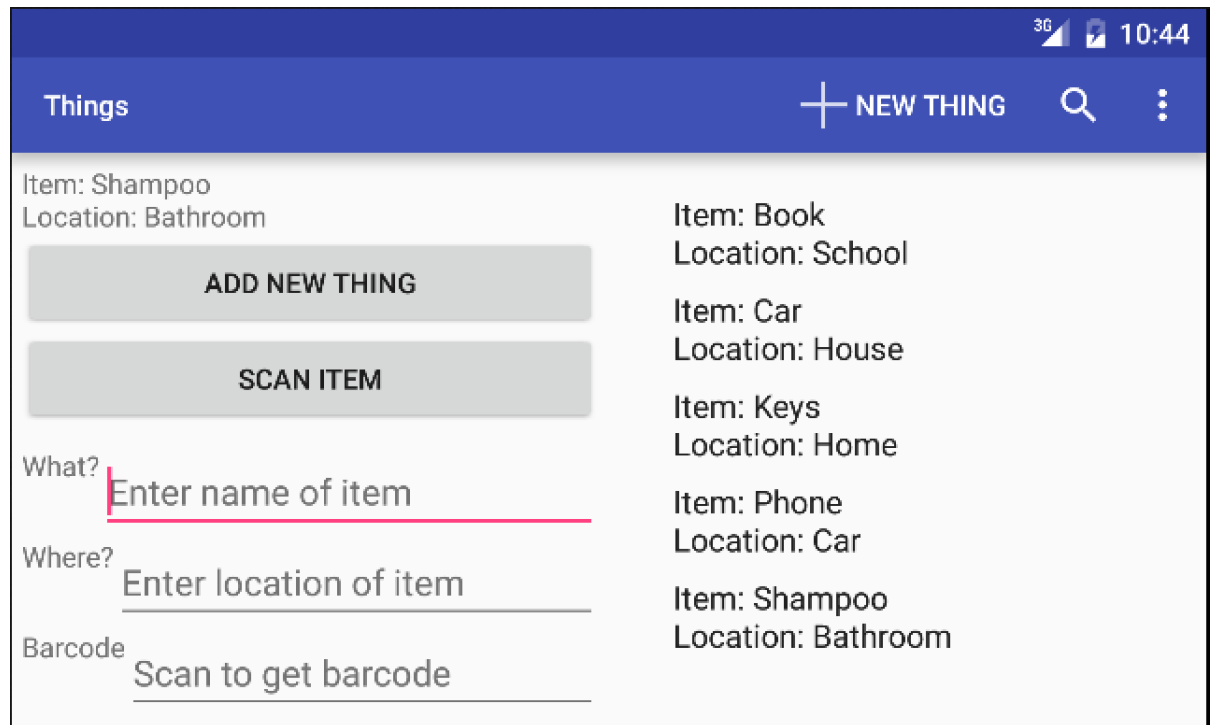 3G 10:44
Things NEW THING
Item: Shampoo
Location: Bathroom
ADD NEW THING
SCAN ITEM
What? Enter name of item
Where? Enter location of item
Barcode Scan to get barcode
Item: Book
Location: School
Item: Car
Location: House
Item: Keys
Location: Home
Item: Phone
Location: Car
Item: Shampoo
Location: Bathroom